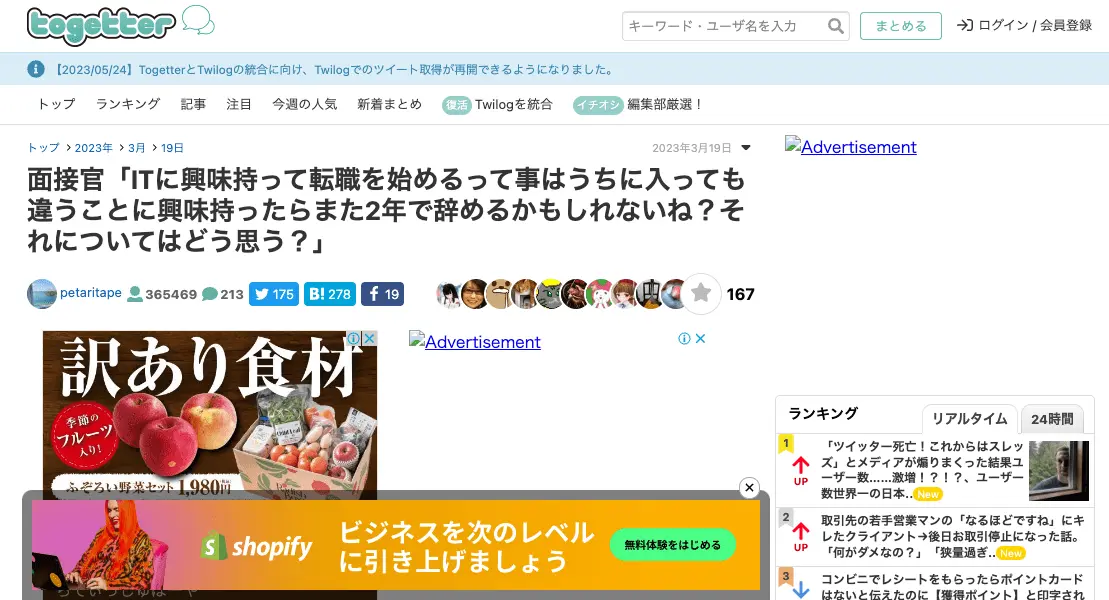 togetter
キーワード・ユーザ名を入力
まとめる
ログイン / 会員登録
【2023/05/24】TogetterとTwilogの統合に向け、Twilogでのツイート取得が再開できるようになりました。
トップ ランキング 記事 注目 今週の人気 新着まとめ 復活 Twilogを統合 イチオシ 編集部厳選！
トップ 2023年 3月 19日
2023年3月19日
面接官「ITに興味持って転職を始めるって事はうちに入っても
違うことに興味持ったらまた2年で辞めるかもしれないね？そ
れについてはどう思う？」
petaritape 365469 213 175 B! 278 f 19
167
訳あり食材
季節の
フルーツ
入り!
ふぞろい野菜セット 1,980円
Advertisement
Advertisement
shopify
ビジネスを次のレベル
に引き上げましょう
無料体験をはじめる
ランキング
リアルタイム
24時間
1
UP
「ツイッター死亡！これからはスレッ
ズ」とメディアが煽りまくった結果ユ
ーザー数……激増！？！？、ユーザー
数世界一の日本..New
2
UP
取引先の若手営業マンの「なるほどですね」にキ
レたクライアント→後日お取引停止になった話。
「何がダメなの？」「狭量過ぎ..New
3
コンビニでレシートをもらったらポイントカード
はないと伝えたのに【獲得ポイント】と印字され